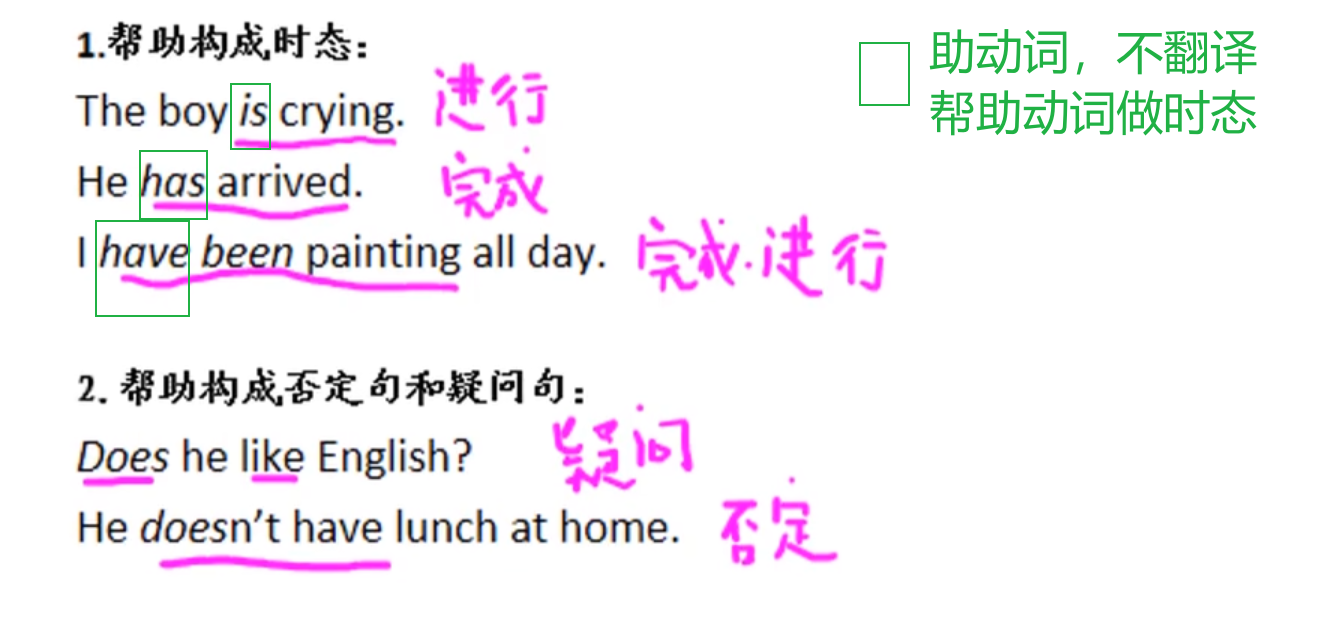 1.帮助构成时态：
助动词，不翻译
帮助动词做时态
The boy is crying. 进行
He has arrived. 完成
I have been painting all day. 完成.进行
2. 帮助构成否定句和疑问句：
Does he like English? 疑问
He doesn't have lunch at home. 否定